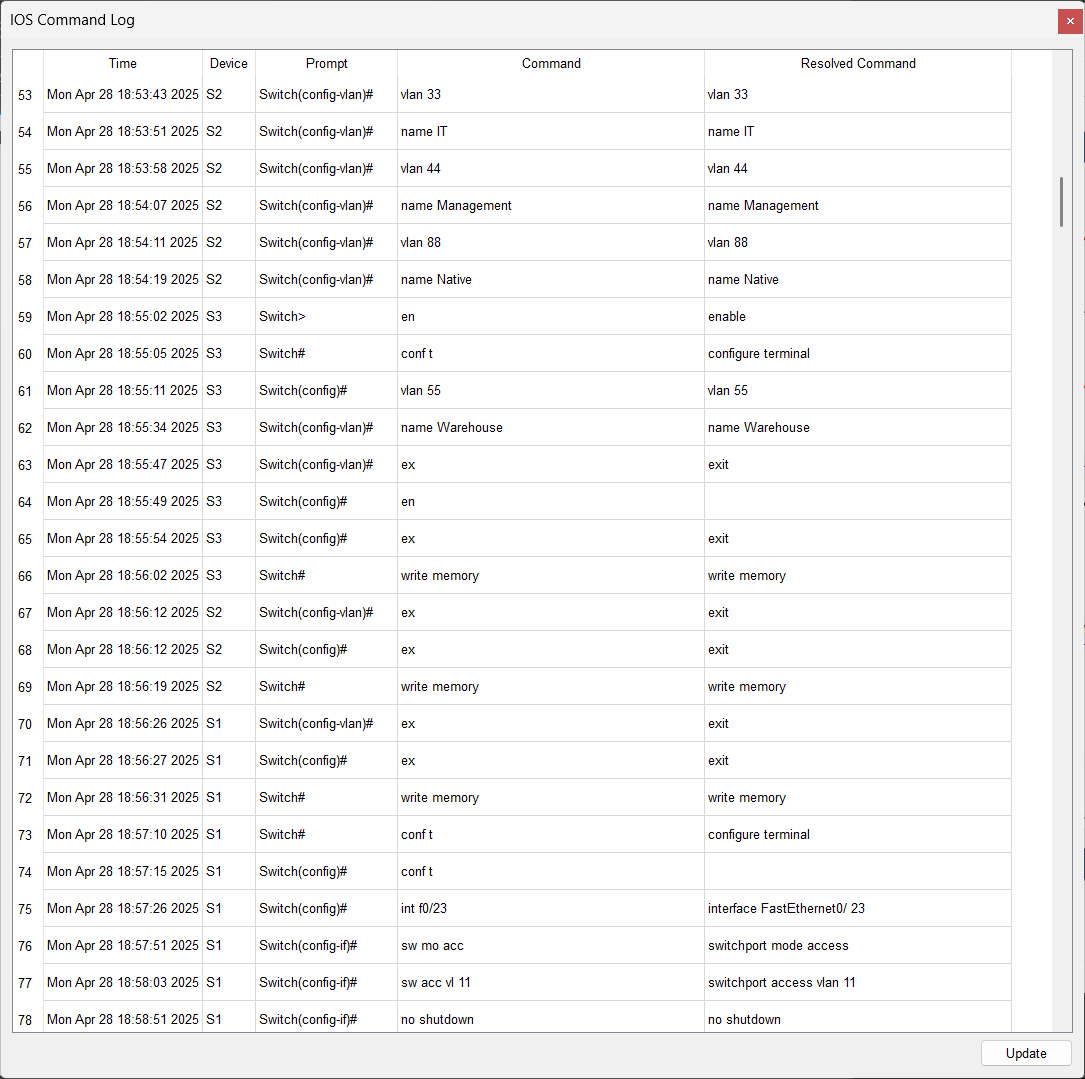 IOS Command Log
Time Device Prompt Command Resolved Command
53 Mon Apr 28 18:53:43 2025 S2 Switch(config-vlan)# vlan 33 vlan 33
54 Mon Apr 28 18:53:51 2025 S2 Switch(config-vlan)# name IT name IT
55 Mon Apr 28 18:53:58 2025 S2 Switch(config-vlan)# vlan 44 vlan 44
56 Mon Apr 28 18:54:07 2025 S2 Switch(config-vlan)# name Management name Management
57 Mon Apr 28 18:54:11 2025 S2 Switch(config-vlan)# vlan 88 vlan 88
58 Mon Apr 28 18:54:19 2025 S2 Switch(config-vlan)# name Native name Native
59 Mon Apr 28 18:55:02 2025 S3 Switch> en enable
60 Mon Apr 28 18:55:05 2025 S3 Switch# conf t configure terminal
61 Mon Apr 28 18:55:11 2025 S3 Switch(config)# vlan 55 vlan 55
62 Mon Apr 28 18:55:34 2025 S3 Switch(config-vlan)# name Warehouse name Warehouse
63 Mon Apr 28 18:55:47 2025 S3 Switch(config-vlan)# ex exit
64 Mon Apr 28 18:55:49 2025 S3 Switch(config)# en
65 Mon Apr 28 18:55:54 2025 S3 Switch(config)# ex exit
66 Mon Apr 28 18:56:02 2025 S3 Switch# write memory write memory
67 Mon Apr 28 18:56:12 2025 S2 Switch(config-vlan)# ex exit
68 Mon Apr 28 18:56:12 2025 S2 Switch(config)# ex exit
69 Mon Apr 28 18:56:19 2025 S2 Switch# write memory write memory
70 Mon Apr 28 18:56:26 2025 S1 Switch(config-vlan)# ex exit
71 Mon Apr 28 18:56:27 2025 S1 Switch(config)# ex exit
72 Mon Apr 28 18:56:31 2025 S1 Switch# write memory write memory
73 Mon Apr 28 18:57:10 2025 S1 Switch# conf t configure terminal
74 Mon Apr 28 18:57:15 2025 S1 Switch(config)# conf t
75 Mon Apr 28 18:57:26 2025 S1 Switch(config)# int f0/23 interface FastEthernet0/ 23
76 Mon Apr 28 18:57:51 2025 S1 Switch(config-if)# sw mo acc switchport mode access
77 Mon Apr 28 18:58:03 2025 S1 Switch(config-if)# sw acc vl 11 switchport access vlan 11
78 Mon Apr 28 18:58:51 2025 S1 Switch(config-if)# no shutdown no shutdown
Update